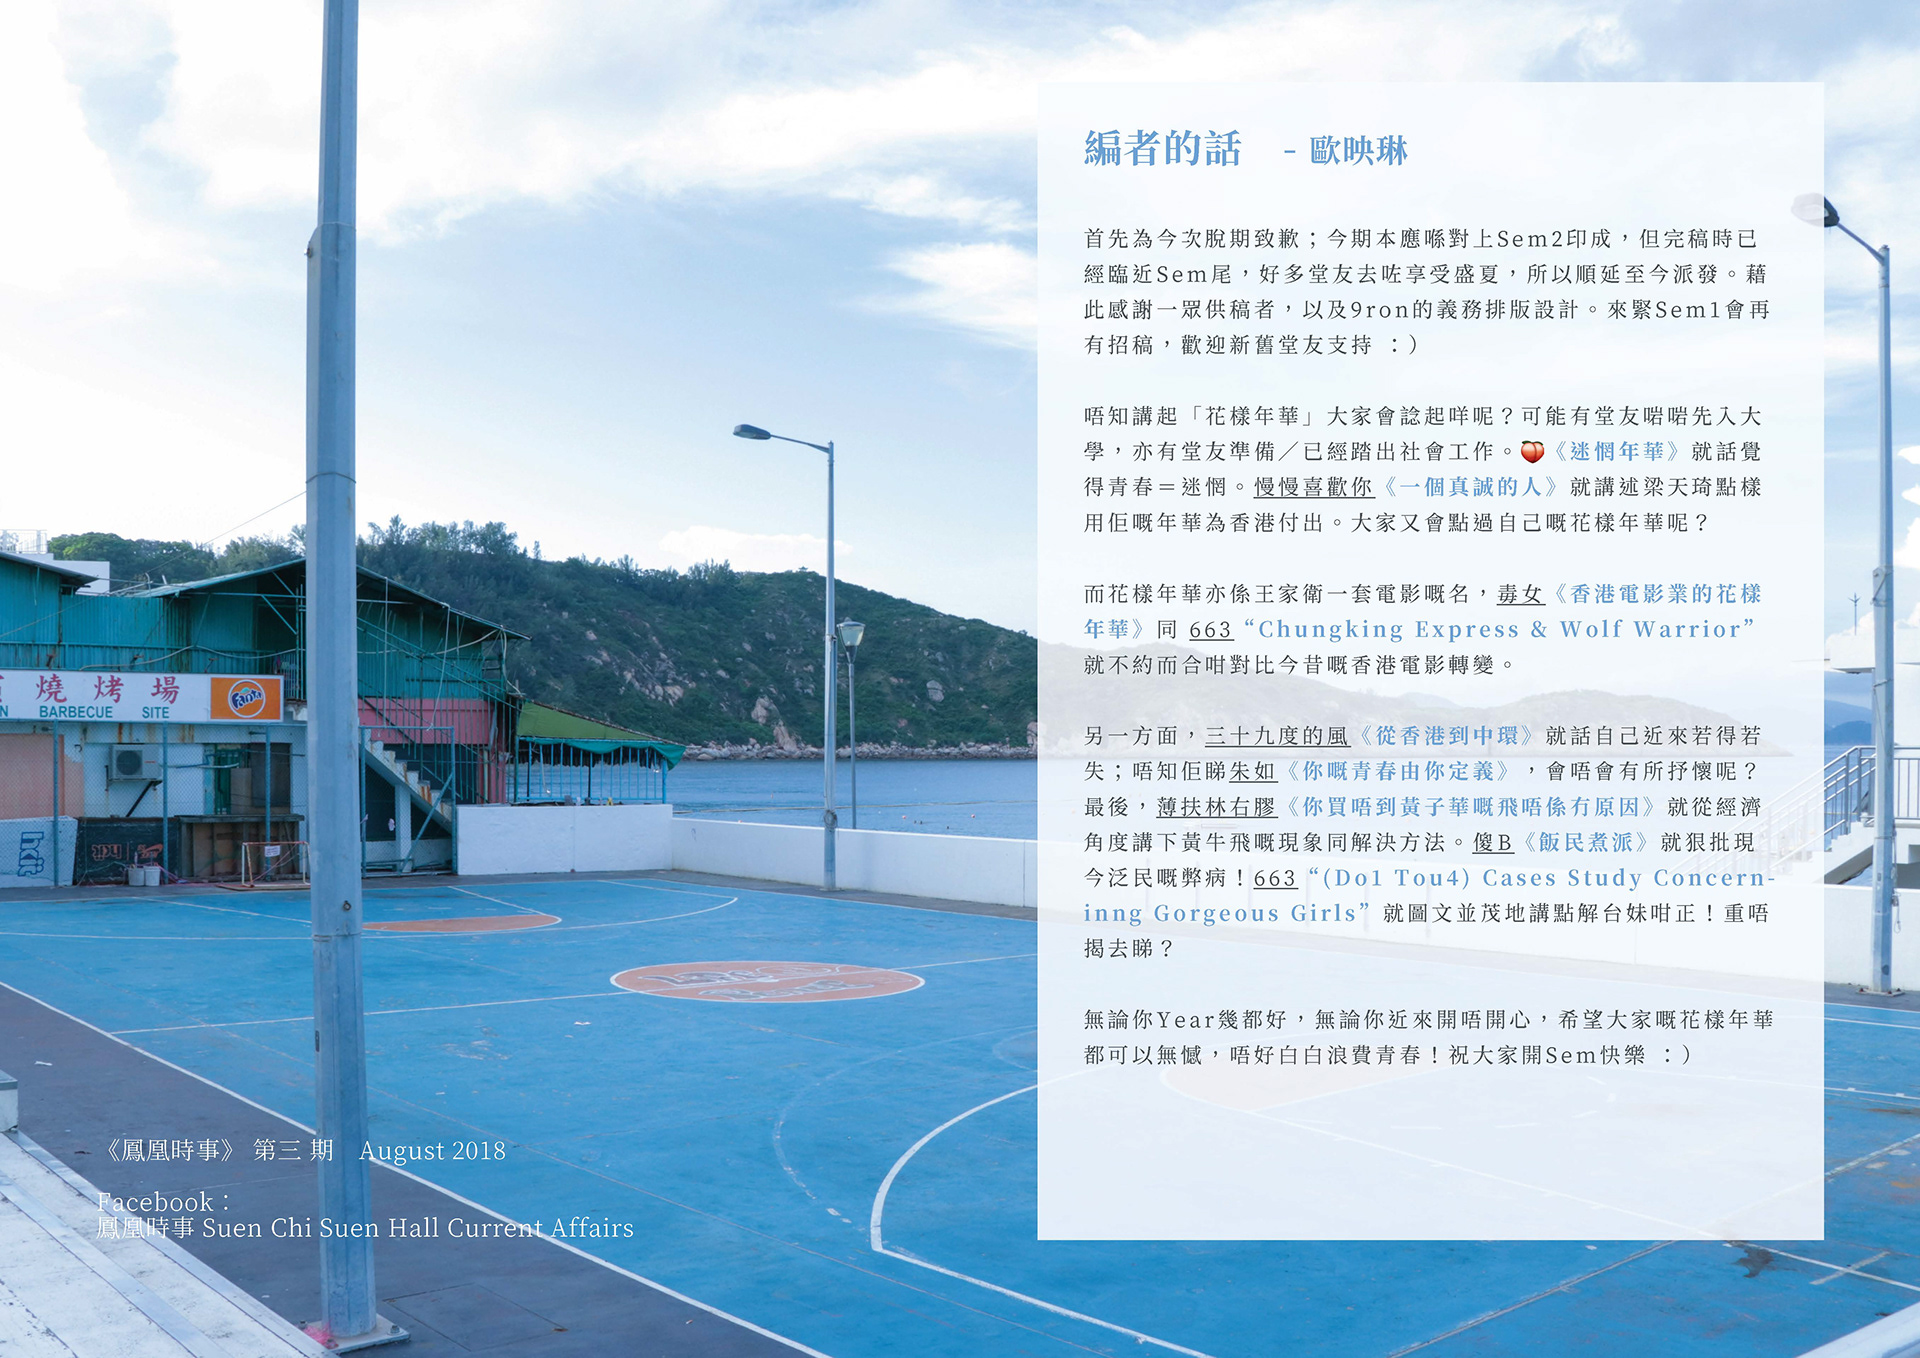 編者的話 - 歐映琳
首先為今次脫期致歉；今期本應喺對上Sem2印成，但完稿時已
經臨近Sem尾，好多堂友去咗享受盛夏，所以順延至今派發。藉
此感謝一眾供稿者，以及9ron的義務排版設計。來緊Sem1會再
有招稿，歡迎新舊堂友支持 ：）
唔知講起「花樣年華」大家會諗起咩呢？可能有堂友啱啱先入大
學，亦有堂友準備／已經踏出社會工作。🍑《迷惘年華》就話覺
得青春＝迷惘。慢慢喜歡你《一個真誠的人》就講述梁天琦點樣
用佢嘅年華為香港付出。大家又會點過自己嘅花樣年華呢？
而花樣年華亦係王家衛一套電影嘅名，毒女《香港電影業的花樣
年華》同 663 “Chungking Express & Wolf Warrior”
就不約而合咁對比今昔嘅香港電影轉變。
另一方面，三十九度的風《從香港到中環》就話自己近來若得若
失；唔知佢睇朱如《你嘅青春由你定義》，會唔會有所抒懷呢？
最後，薄扶林右膠《你買唔到黃子華嘅飛唔係冇原因》就從經濟
角度講下黃牛飛嘅現象同解決方法。傻B《飯民煮派》就狠批現
今泛民嘅弊病！663 “(Do1 Tou4) Cases Study Concern-
inng Gorgeous Girls” 就圖文並茂地講點解台妹咁正！重唔
揭去睇？
無論你Year幾都好，無論你近來開唔開心，希望大家嘅花樣年華
都可以無憾，唔好白白浪費青春！祝大家開Sem快樂 ：）
燒烤場
BARBECUE SITE
Fanta
《鳳凰時事》 第三期 August 2018
Facebook：
鳳凰時事 Suen Chi Suen Hall Current Affairs